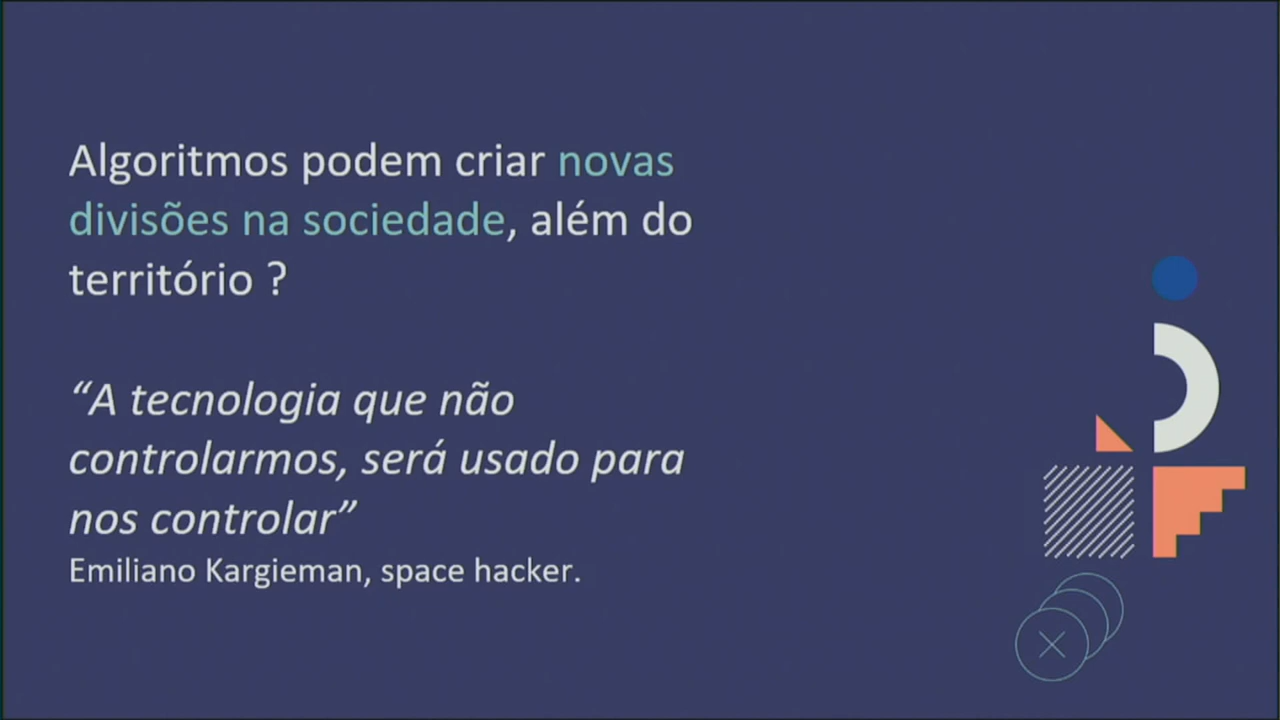 Algoritmos podem criar novas
divisões na sociedade, além do
território ?
“A tecnologia que não
controlarmos, será usado para
nos controlar”
Emiliano Kargieman, space hacker.